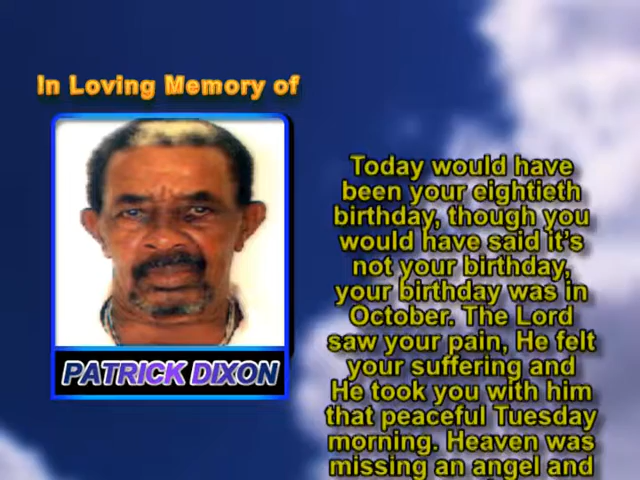 In Loving Memory of
PATRICK DIXON
Today would have
been your eightieth
birthday, though you
would have said it's
not your birthday,
your birthday was in
October. The Lord
saw your pain, He felt
your suffering and
He took you with him
that peaceful Tuesday
morning. Heaven was
missing an angel and